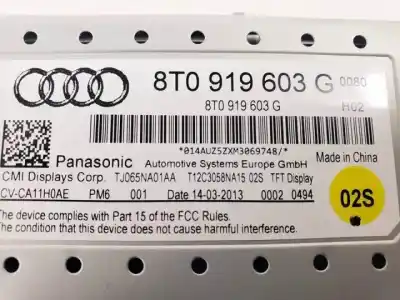 8T0 919 603 G 0080
8T0 919 603 G H02
*014AUZ5ZXM3069748/*
Panasonic Automotive Systems Europe GmbH Made in China
CMI Displays Corp. TJ065NA01AA T12C3058NA15 02S TFT Display
CV-CA11H0AE PM6 001 14-03-2013 0002 0494
02S
The device complies with Part 15 of the FCC Rules.
This condition that this device does not cause harmful
interference.